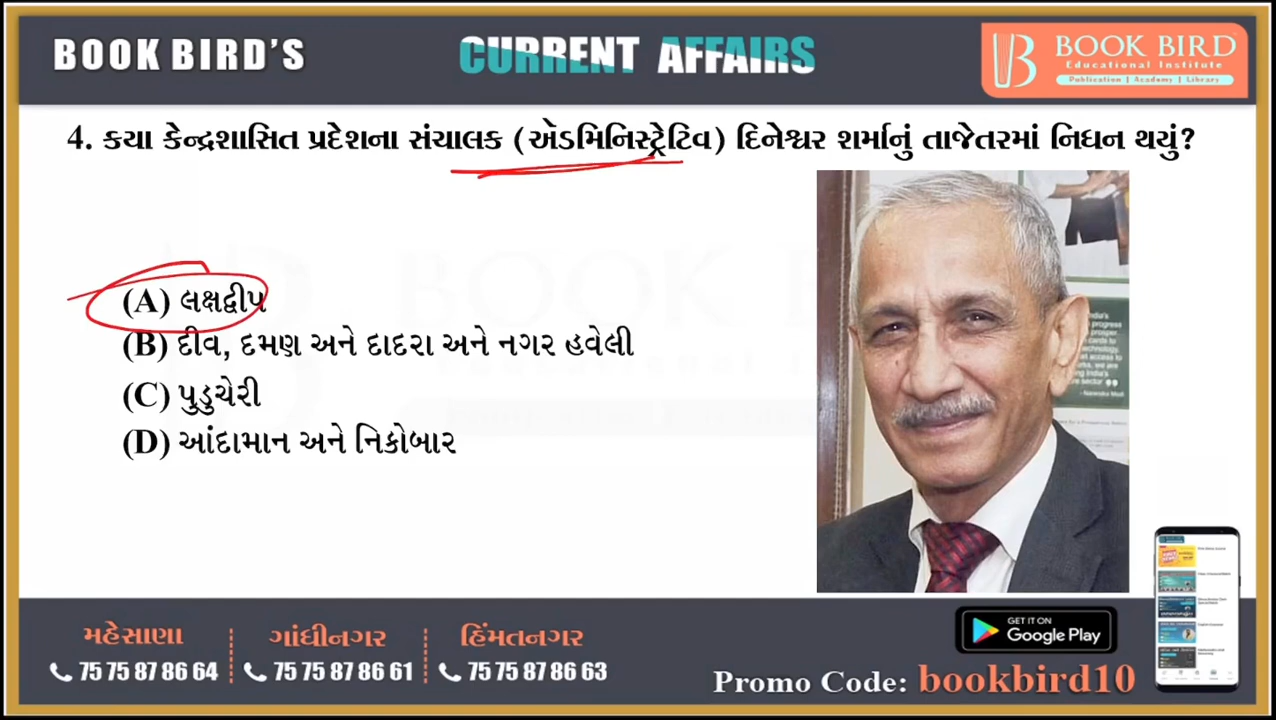 BOOK BIRD'S
CURRENT AFFAIRS
BOOK BIRD
Educational Institute
Publication | Academy | Library
4. કયા કેન્દ્રશાસિત પ્રદેશના સંચાલક (એડમિનિસ્ટ્રેટિવ) દિનેશ્વર શર્માનું તાજેતરમાં નિધન થયું?
(A) લક્ષદ્વીપ
(B) દીવ, દમણ અને દાદરા અને નગર હવેલી
(C) પુડુચેરી
(D) આંદામાન અને નિકોબાર
- Narendra Modi
મહેસાણા
75 75 87 86 64
ગાંધીનગર
75 75 87 86 61
હિંમતનગર
75 75 87 86 63
GET IT ON
Google Play
Promo Code: bookbird10